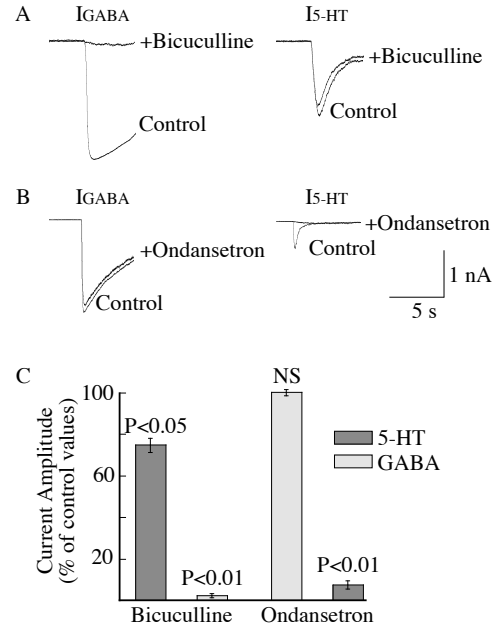 A
IGABA
I5-HT
+Bicuculline
+Bicuculline
Control
Control
B
IGABA
I5-HT
+Ondansetron
+Ondansetron
Control
Control
1 nA
5 s
C
Current Amplitude
(% of control values)
100
60
20
P<0.05
P<0.01
NS
P<0.01
5-HT
GABA
Bicuculline
Ondansetron